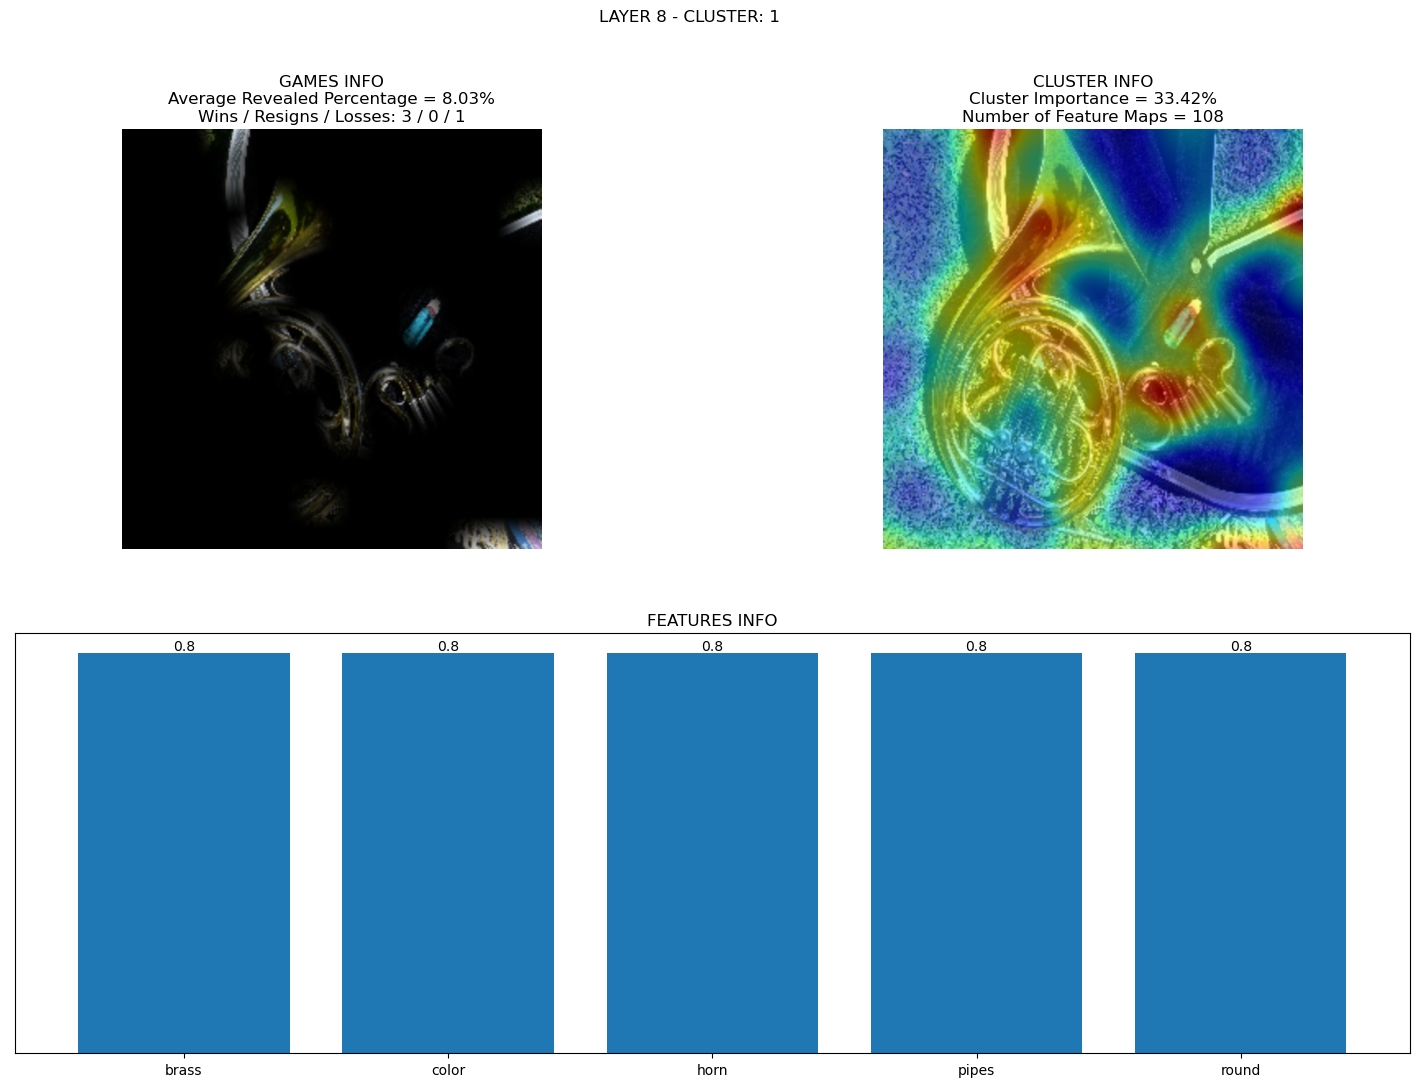 LAYER 8 - CLUSTER: 1
GAMES INFO
Average Revealed Percentage = 8.03%
Wins / Resigns / Losses: 3 / 0 / 1
CLUSTER INFO
Cluster Importance = 33.42%
Number of Feature Maps = 108
FEATURES INFO
0.8 0.8 0.8 0.8 0.8
brass color horn pipes round